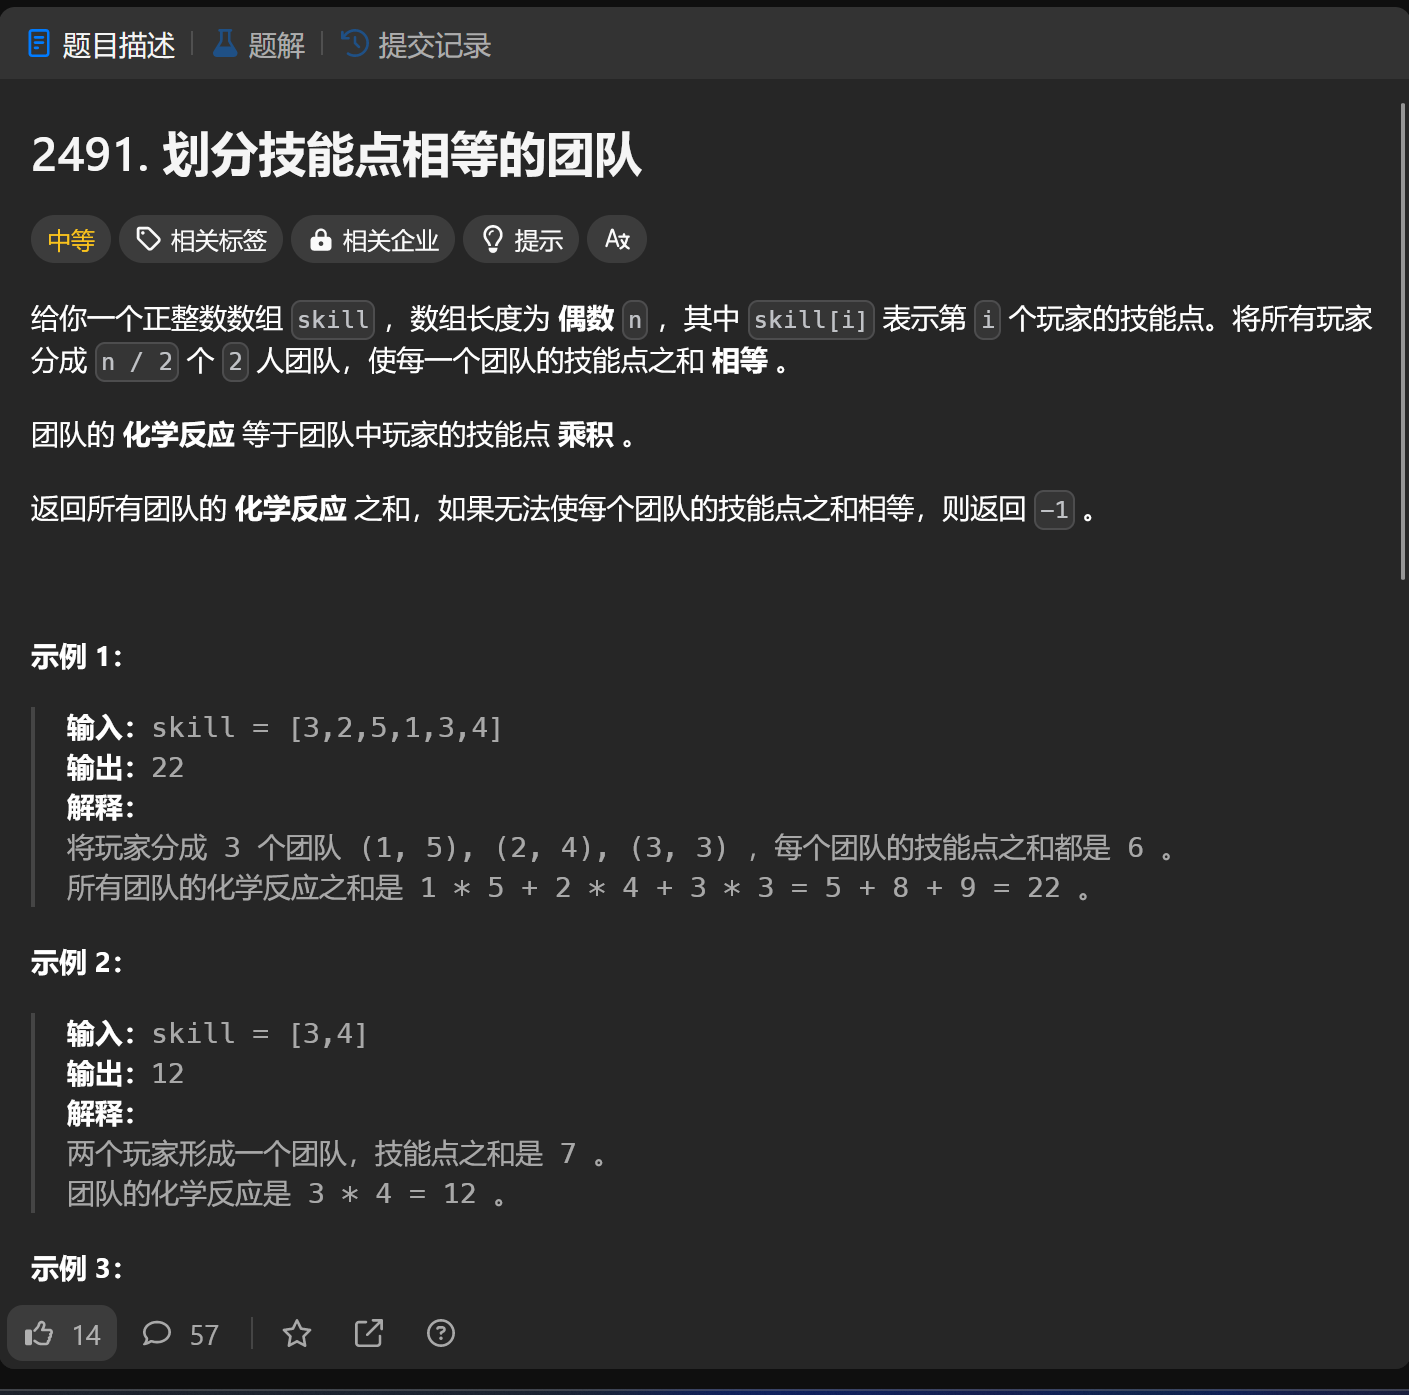 题目描述 | 题解 | 提交记录
2491. 划分技能点相等的团队
中等 相关标签 相关企业 提示 A文
给你一个正整数数组 skill ，数组长度为 偶数 n ，其中 skill[i] 表示第 i 个玩家的技能点。将所有玩家
分成 n / 2 个 2 人团队，使每一个团队的技能点之和 相等 。
团队的 化学反应 等于团队中玩家的技能点 乘积 。
返回所有团队的 化学反应 之和，如果无法使每个团队的技能点之和相等，则返回 -1 。
示例 1：
输入：skill = [3,2,5,1,3,4]
输出：22
解释：
将玩家分成 3 个团队 (1, 5), (2, 4), (3, 3) ，每个团队的技能点之和都是 6 。
所有团队的化学反应之和是 1 * 5 + 2 * 4 + 3 * 3 = 5 + 8 + 9 = 22 。
示例 2：
输入：skill = [3,4]
输出：12
解释：
两个玩家形成一个团队，技能点之和是 7 。
团队的化学反应是 3 * 4 = 12 。
示例 3：
14 57